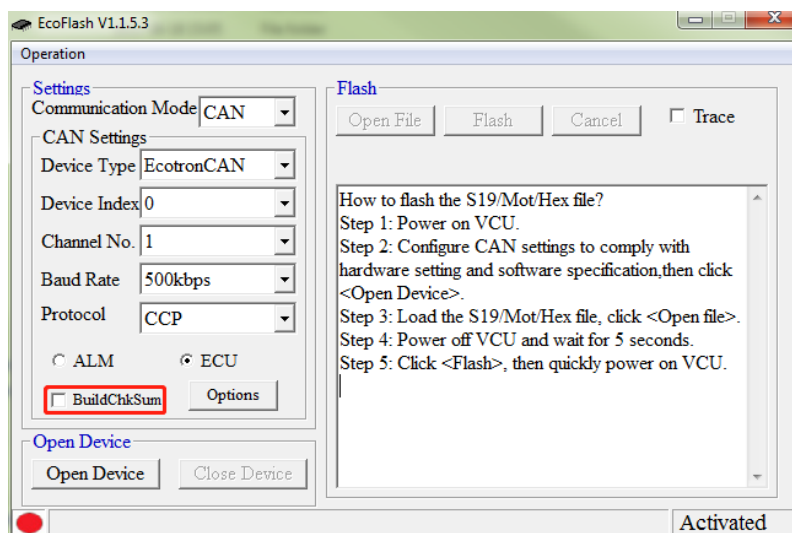 EcoFlash V1.1.5.3
Operation
Settings
Communication Mode CAN
CAN Settings
Device Type EcotronCAN
Device Index 0
Channel No. 1
Baud Rate 500kbps
Protocol CCP
ALM ECU
BuildChkSum Options
Open Device
Open Device Close Device
Flash
Open File Flash Cancel Trace
How to flash the S19/Mot/Hex file?
Step 1: Power on VCU.
Step 2: Configure CAN settings to comply with
hardware setting and software specification,then click
<Open Device>.
Step 3: Load the S19/Mot/Hex file, click <Open file>.
Step 4: Power off VCU and wait for 5 seconds.
Step 5: Click <Flash>, then quickly power on VCU.
Activated